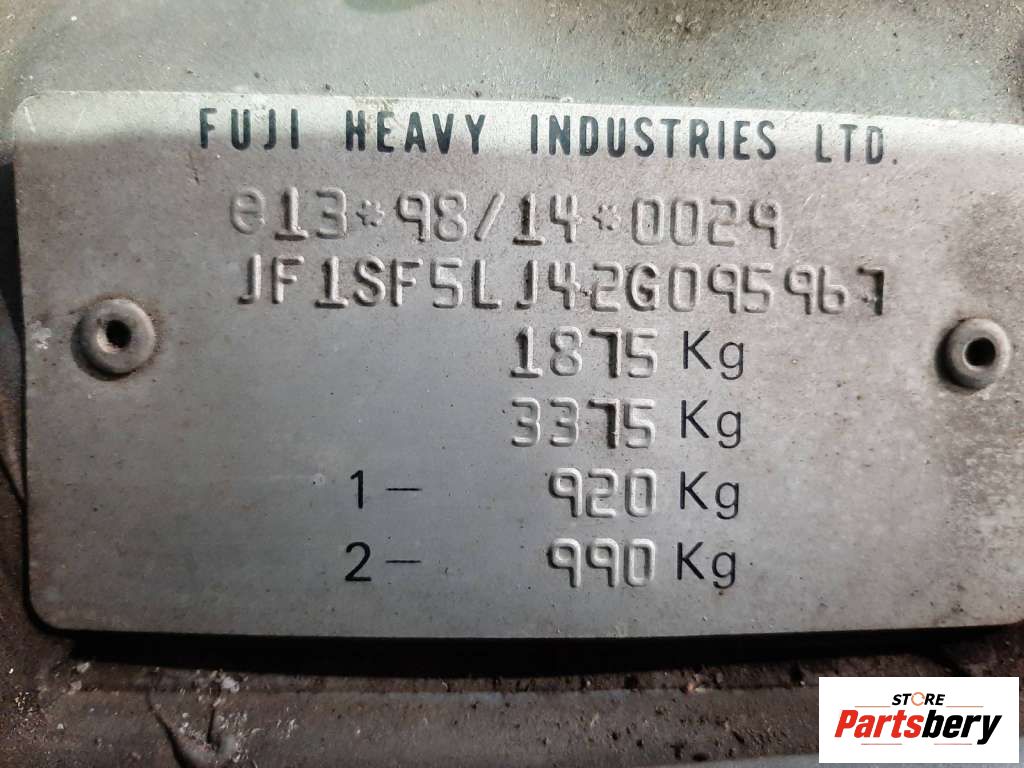 FUJI HEAVY INDUSTRIES LTD.
e13*98/14*0029
JF1SF5LJ42G095967
1875 Kg
3375 Kg
1- 920 Kg
2- 990 Kg
STORE
Partsbery